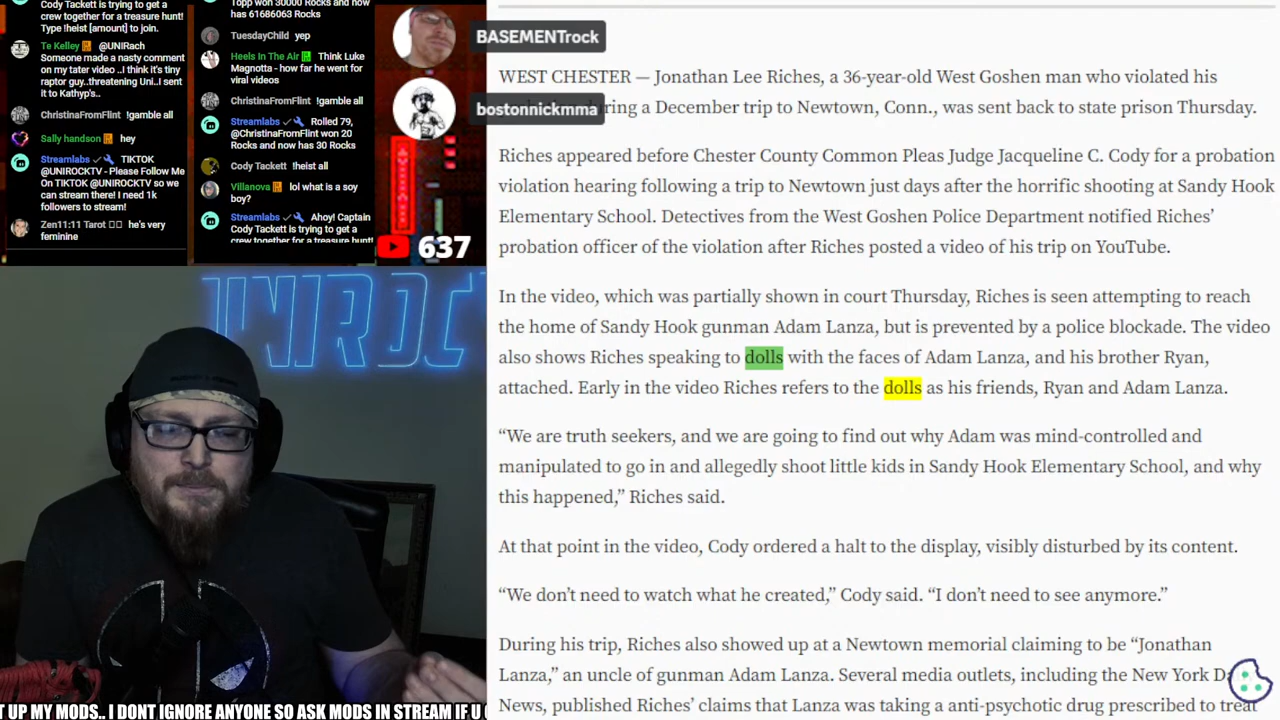 Cody Tackett is trying to get a
crew together for a treasure hunt!
Type !heist [amount] to join.
Te Kelley @UNIRach
Someone made a nasty comment
on my tater video ..I think it's tiny
raptor guy..threatening Uni..I sent
it to Kathyp's..
ChristinaFromFlint !gamble all
Sally handson hey
Streamlabs TIKTOK
@UNIROCKTV - Please Follow Me
On TIKTOK @UNIROCKTV so we
can stream there! I need 1k
followers to stream!
Zen11:11 Tarot he's very
feminine
Topp won 30000 Rocks and now
has 61686063 Rocks
TuesdayChild yep
Heels In The Air Think Luke
Magnotta - how far he went for
viral videos
ChristinaFromFlint !gamble all
Streamlabs Rolled 79,
@ChristinaFromFlint won 20
Rocks and now has 30 Rocks
Cody Tackett !heist all
Villanova lol what is a soy
boy?
Streamlabs Ahoy! Captain
Cody Tackett is trying to get a
crew together for a treasure hunt!
BASEMENTrock
bostonnickmma
637
UNIROC
WEST CHESTER — Jonathan Lee Riches, a 36-year-old West Goshen man who violated his
during a December trip to Newtown, Conn., was sent back to state prison Thursday.
Riches appeared before Chester County Common Pleas Judge Jacqueline C. Cody for a probation
violation hearing following a trip to Newtown just days after the horrific shooting at Sandy Hook
Elementary School. Detectives from the West Goshen Police Department notified Riches'
probation officer of the violation after Riches posted a video of his trip on YouTube.
In the video, which was partially shown in court Thursday, Riches is seen attempting to reach
the home of Sandy Hook gunman Adam Lanza, but is prevented by a police blockade. The video
also shows Riches speaking to dolls with the faces of Adam Lanza, and his brother Ryan,
attached. Early in the video Riches refers to the dolls as his friends, Ryan and Adam Lanza.
“We are truth seekers, and we are going to find out why Adam was mind-controlled and
manipulated to go in and allegedly shoot little kids in Sandy Hook Elementary School, and why
this happened,” Riches said.
At that point in the video, Cody ordered a halt to the display, visibly disturbed by its content.
“We don't need to watch what he created,” Cody said. “I don't need to see anymore.”
During his trip, Riches also showed up at a Newtown memorial claiming to be “Jonathan
Lanza,” an uncle of gunman Adam Lanza. Several media outlets, including the New York Da
News, published Riches' claims that Lanza was taking a anti-psychotic drug prescribed to treat
T UP MY MODS.. I DONT IGNORE ANYONE SO ASK MODS IN STREAM IF U